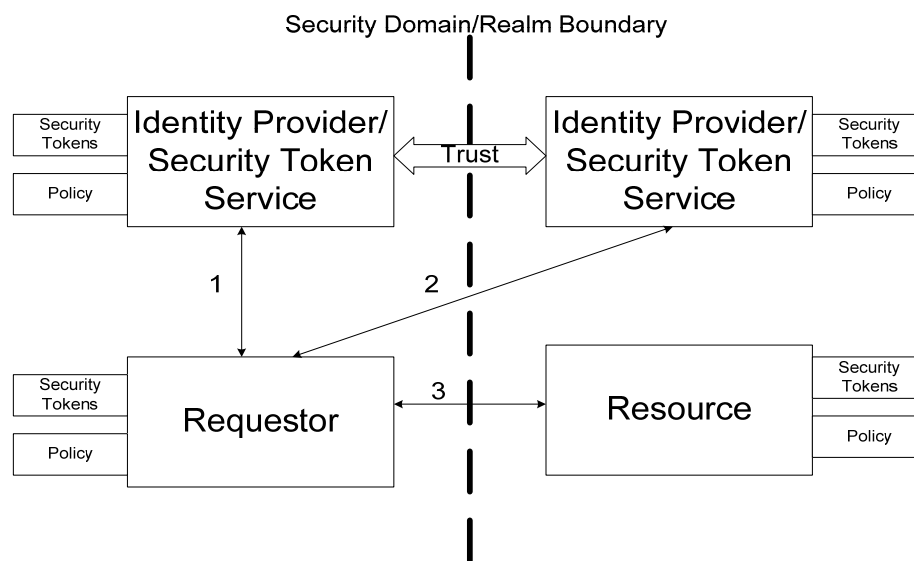 Security Domain/Realm Boundary
Security
Tokens
Policy
Identity Provider/
Security Token
Service
Trust
Identity Provider/
Security Token
Service
Security
Tokens
Policy
1
2
Security
Tokens
Policy
Requestor
3
Resource
Security
Tokens
Policy